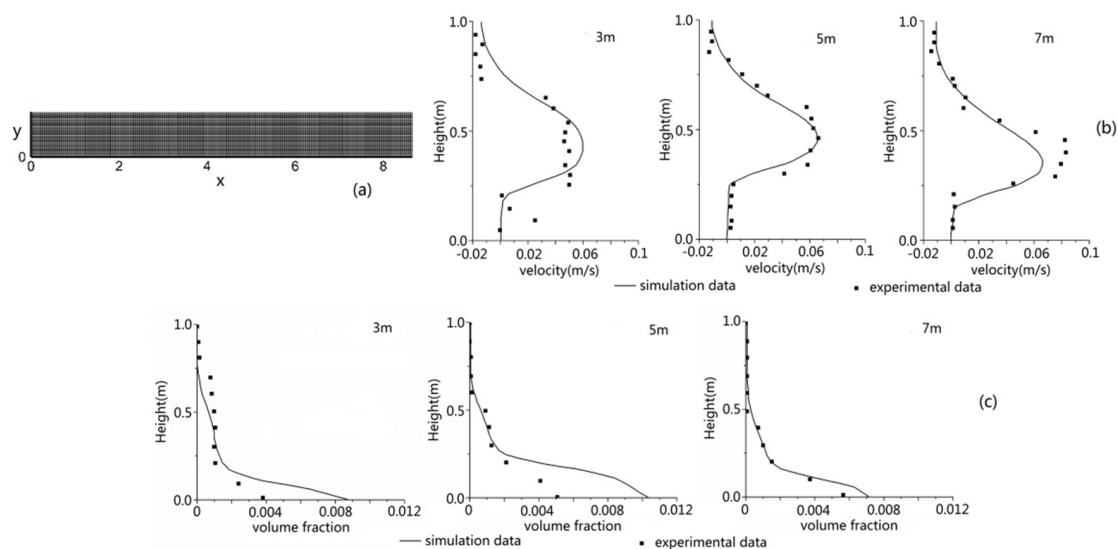 y
0
0 2 4 6 8
x
(a)
1.0
0.5
0.0
Height(m)
3m
-0.02 0.02 0.06 0.1
velocity(m/s)
1.0
0.5
0.0
Height(m)
5m
-0.02 0.02 0.06 0.1
velocity(m/s)
1.0
0.5
0.0
Height(m)
7m
-0.02 0.02 0.06 0.1
velocity(m/s)
(b)
simulation data
experimental data
1.0
0.5
0.0
Height(m)
3m
0 0.004 0.008 0.012
volume fraction
1.0
0.5
0.0
Height(m)
5m
0 0.004 0.008 0.012
volume fraction
1.0
0.5
0.0
Height(m)
7m
0 0.004 0.008 0.012
volume fraction
(c)
simulation data
experimental data